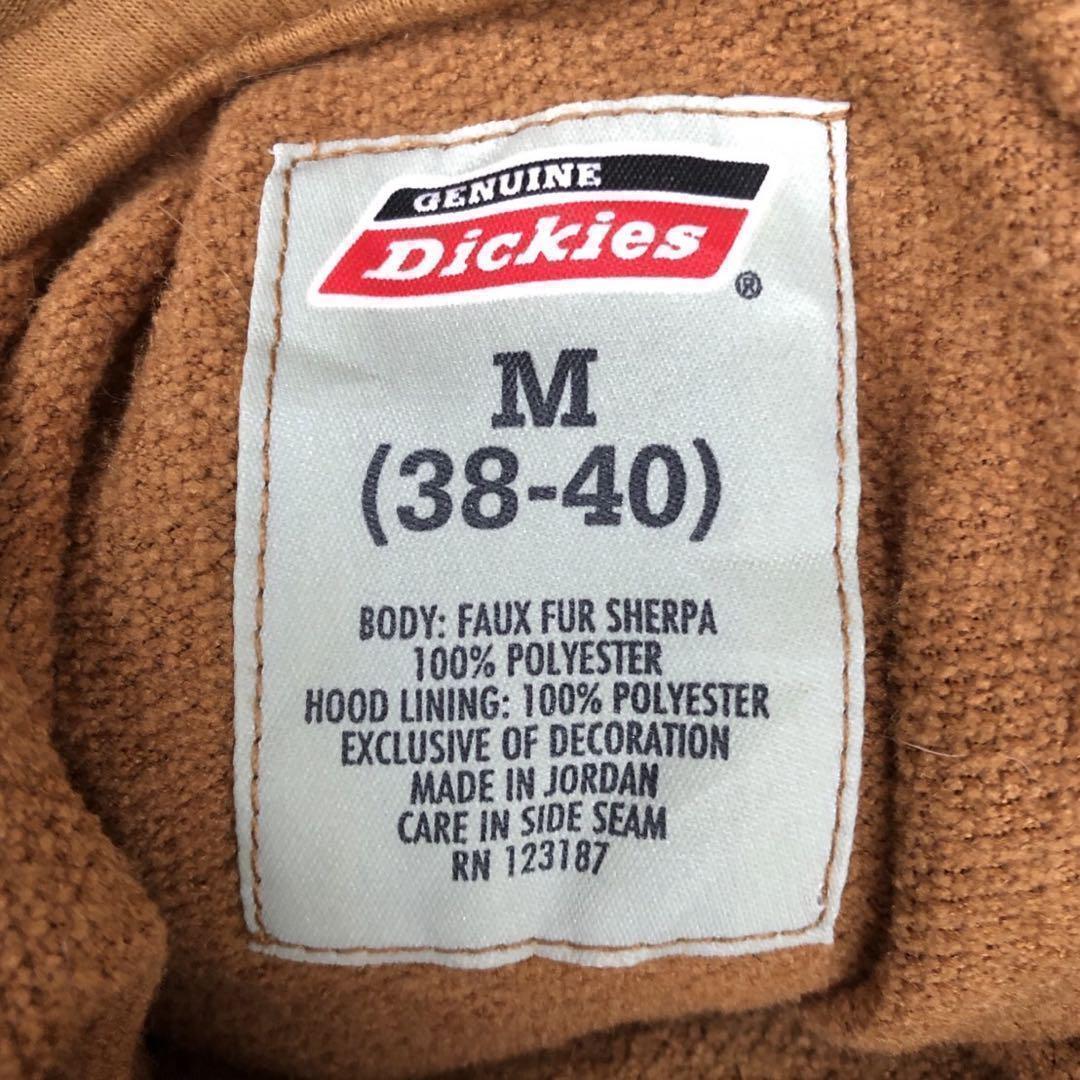 GENUINE
Dickies
®
M
(38-40)
BODY: FAUX FUR SHERPA
100% POLYESTER
HOOD LINING: 100% POLYESTER
EXCLUSIVE OF DECORATION
MADE IN JORDAN
CARE IN SIDE SEAM
RN 123187